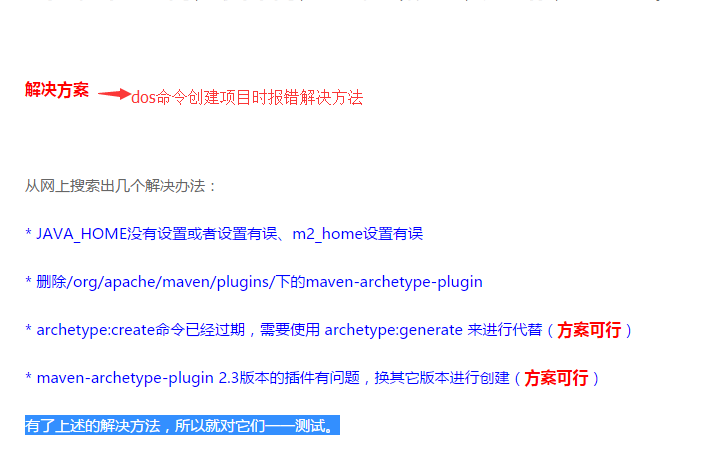 解决方案
dos命令创建项目时报错解决方法
从网上搜索出几个解决办法：
* JAVA_HOME没有设置或者设置有误、m2_home设置有误
* 删除/org/apache/maven/plugins/下的maven-archetype-plugin
* archetype:create命令已经过期，需要使用 archetype:generate 来进行代替（方案可行）
* maven-archetype-plugin 2.3版本的插件有问题，换其它版本进行创建（方案可行）
有了上述的解决方法，所以就对它们一一测试。